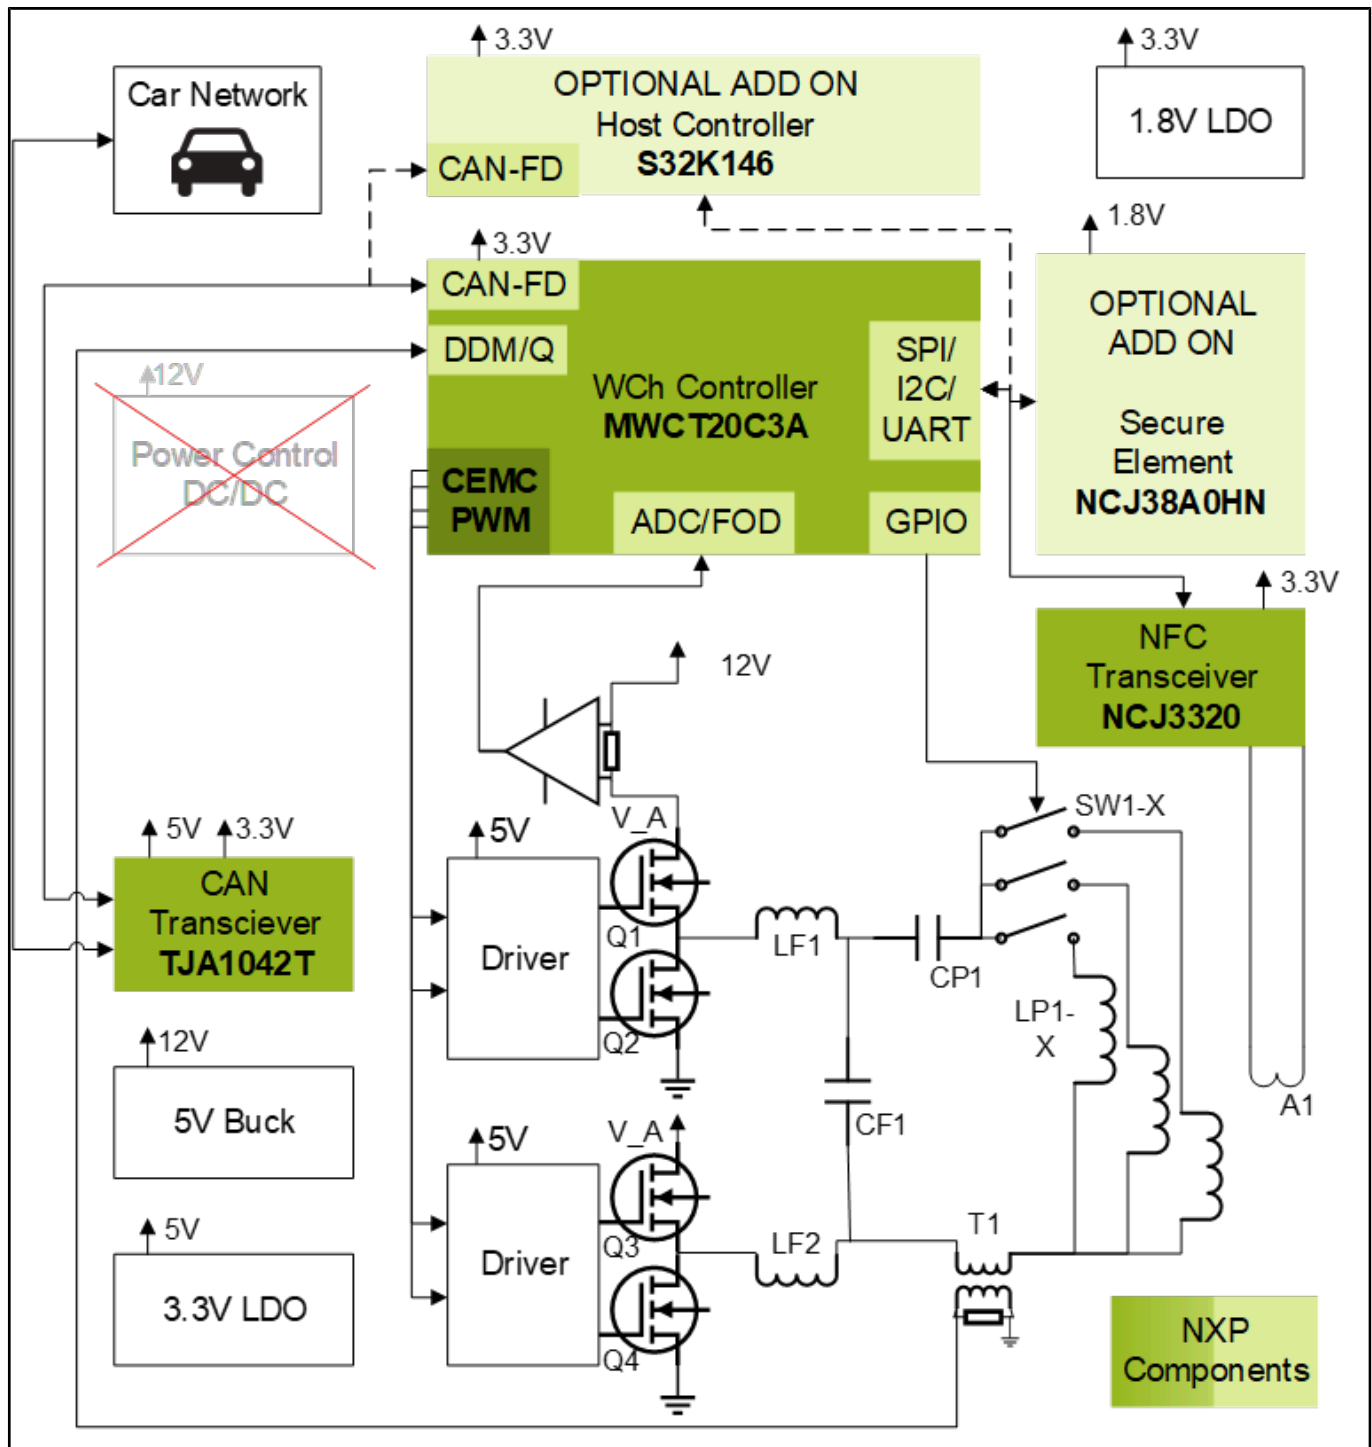 3.3V
OPTIONAL ADD ON
Host Controller
S32K146
CAN-FD
Car Network
3.3V
1.8V LDO
3.3V
CAN-FD
DDM/Q
WCh Controller
MWCT20C3A
SPI/
I2C/
UART
CEMC
PWM
ADC/FOD
GPIO
1.8V
OPTIONAL
ADD ON
Secure
Element
NCJ38A0HN
12V
Power Control
DC/DC
3.3V
NFC
Transceiver
NCJ3320
12V
V_A
SW1-X
5V
3.3V
CAN
Transciever
TJA1042T
5V
Driver
Q1
Q2
LF1
CP1
LP1-
X
CF1
A1
12V
5V Buck
5V
3.3V LDO
5V
V_A
Driver
Q3
Q4
LF2
T1
NXP
Components